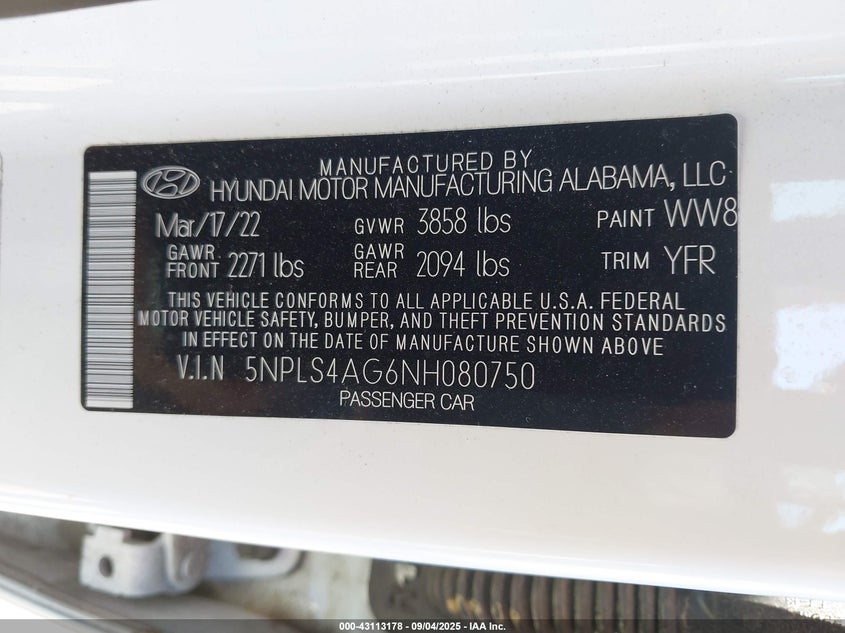 MANUFACTURED BY
HYUNDAI MOTOR MANUFACTURING ALABAMA, LLC
Mar/17/22 GVWR 3858 lbs PAINT WW8
GAWR FRONT 2271 lbs GAWR REAR 2094 lbs TRIM YFR
THIS VEHICLE CONFORMS TO ALL APPLICABLE U.S.A. FEDERAL
MOTOR VEHICLE SAFETY, BUMPER, AND THEFT PREVENTION STANDARDS
IN EFFECT ON THE DATE OF MANUFACTURE SHOWN ABOVE
V.I.N 5NPLS4AG6NH080750
PASSENGER CAR
000-43113178 - 09/04/2025 - IAA Inc.